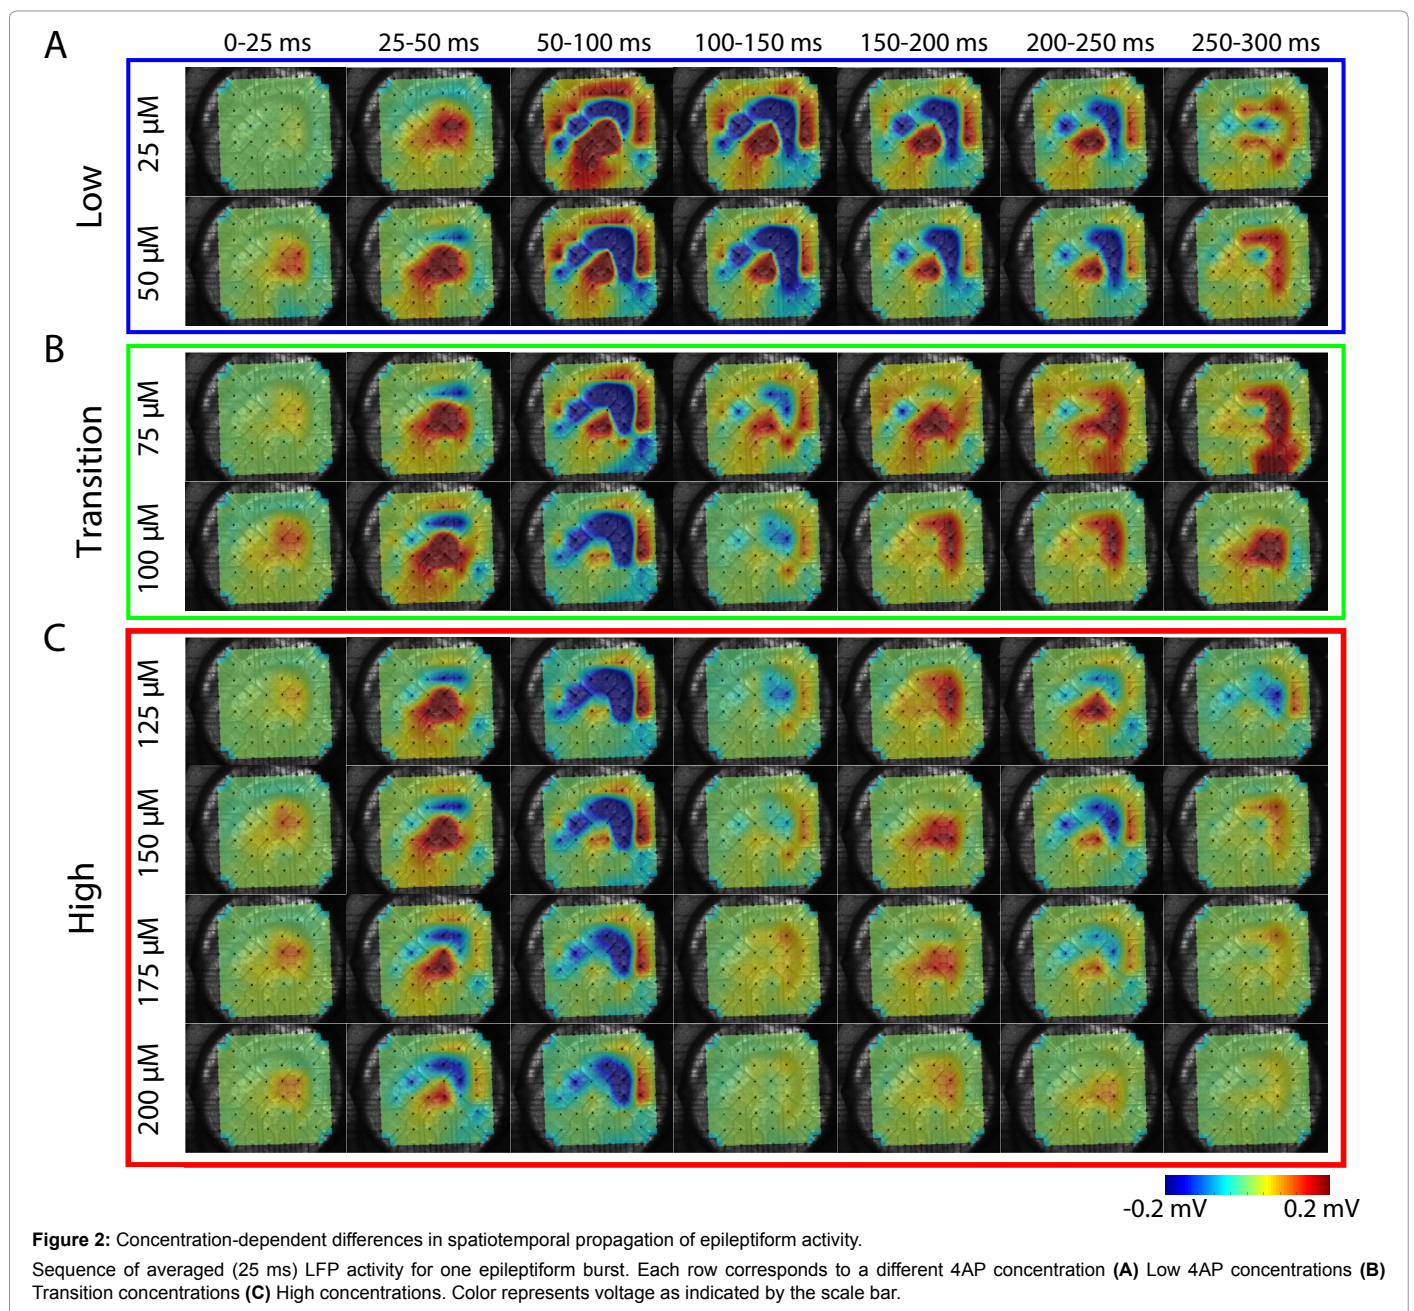 A
0-25 ms 25-50 ms 50-100 ms 100-150 ms 150-200 ms 200-250 ms 250-300 ms
Low
25 µM
50 µM
B
Transition
75 µM
100 µM
C
High
125 µM
150 µM
175 µM
200 µM
-0.2 mV 0.2 mV
Figure 2: Concentration-dependent differences in spatiotemporal propagation of epileptiform activity.
Sequence of averaged (25 ms) LFP activity for one epileptiform burst. Each row corresponds to a different 4AP concentration (A) Low 4AP concentrations (B)
Transition concentrations (C) High concentrations. Color represents voltage as indicated by the scale bar.